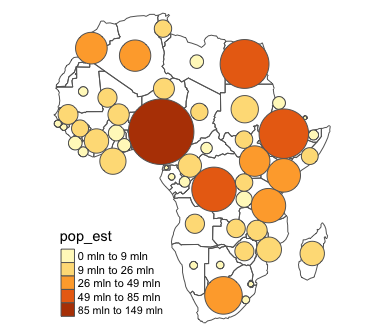 pop_est
0 mln to 9 mln
9 mln to 26 mln
26 mln to 49 mln
49 mln to 85 mln
85 mln to 149 mln